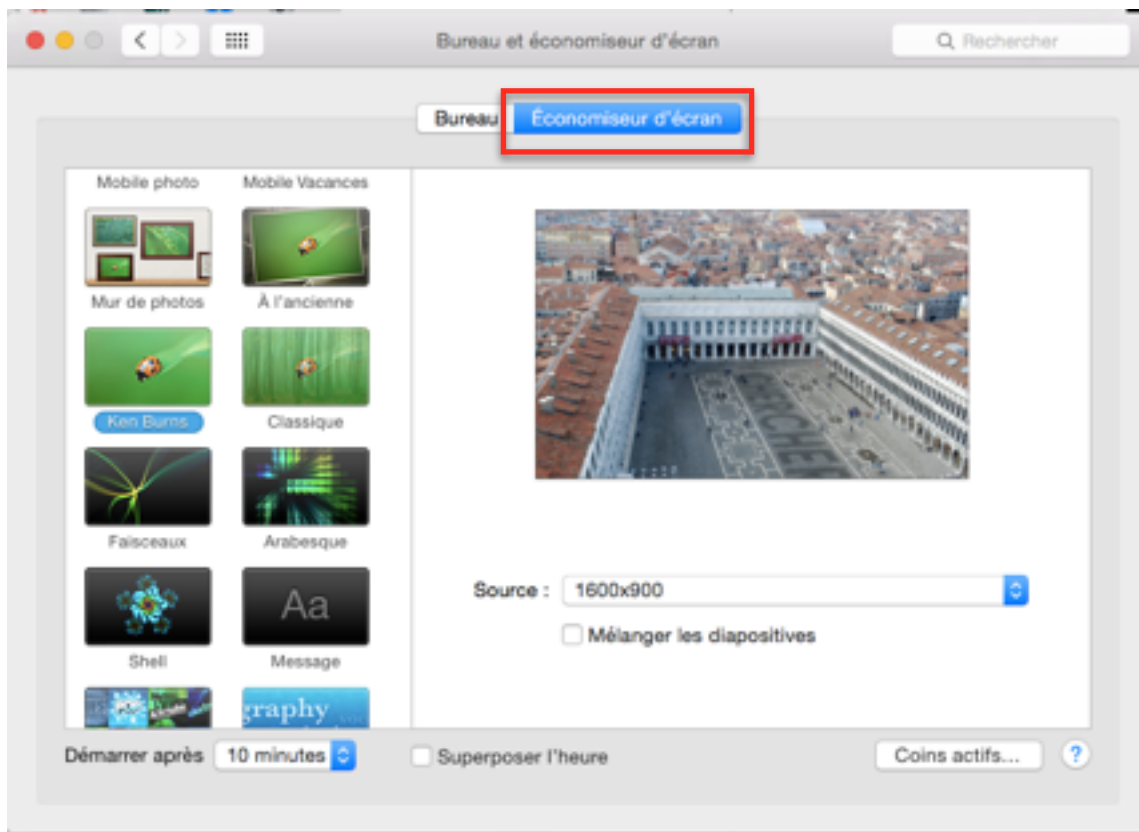 Bureau et économiseur d'écran
Rechercher
Bureau
Économiseur d'écran
Mobile photo
Mobile Vacances
Mur de photos
À l'ancienne
Ken Burns
Classique
Faisceaux
Arabesque
Shell
Aa
Message
graphy
Source : 1600x900
Mélanger les diapositives
Démarrer après 10 minutes
Superposer l'heure
Coins actifs...
?